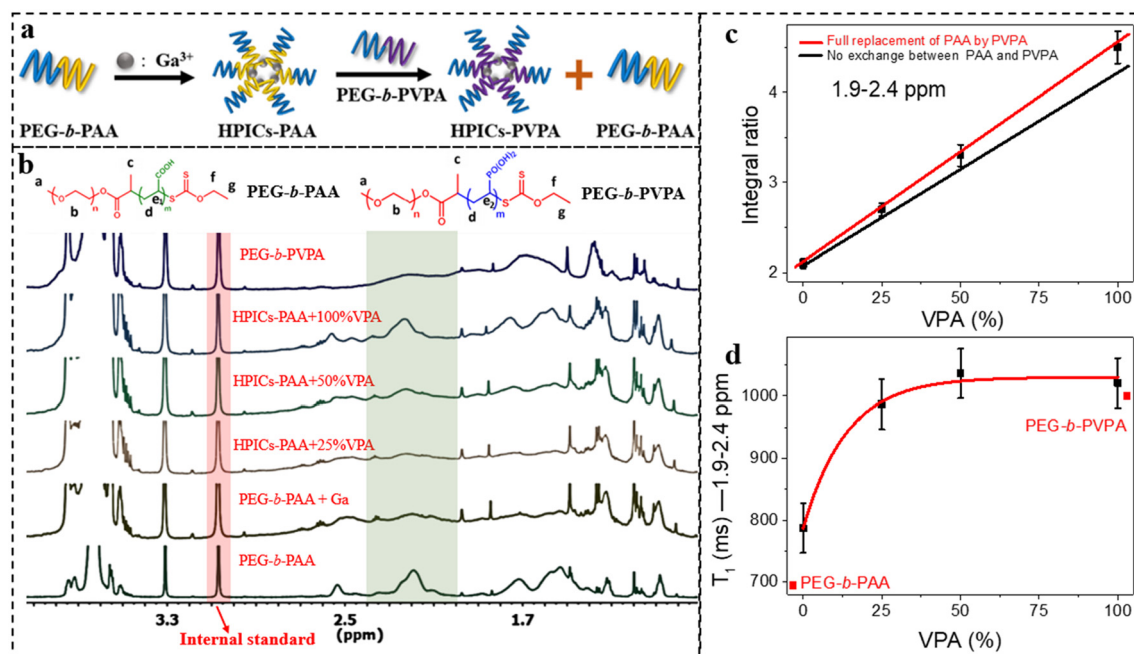 a
: Ga³⁺
PEG-b-PAA
HPICs-PAA
PEG-b-PVPA
HPICs-PVPA
PEG-b-PAA
b
a
b
c
d
e₁
f
g
n
m
O
O
O
COOH
S
S
O
PEG-b-PAA
a
b
c
d
e₂
f
g
n
m
O
O
O
PO(OH)₂
S
S
O
PEG-b-PVPA
PEG-b-PVPA
HPICs-PAA+100%VPA
HPICs-PAA+50%VPA
HPICs-PAA+25%VPA
PEG-b-PAA + Ga
PEG-b-PAA
3.3
2.5
1.7
(ppm)
Internal standard
c
Full replacement of PAA by PVPA
No exchange between PAA and PVPA
1.9-2.4 ppm
Integral ratio
4
3
2
0
25
50
75
100
VPA (%)
d
T₁ (ms) —1.9-2.4 ppm
1000
900
800
700
PEG-b-PVPA
PEG-b-PAA
0
25
50
75
100
VPA (%)